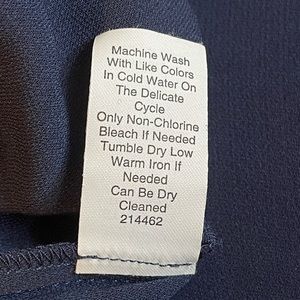 Machine Wash
With Like Colors
In Cold Water On
The Delicate
Cycle
Only Non-Chlorine
Bleach If Needed
Tumble Dry Low
Warm Iron If
Needed
Can Be Dry
Cleaned
214462